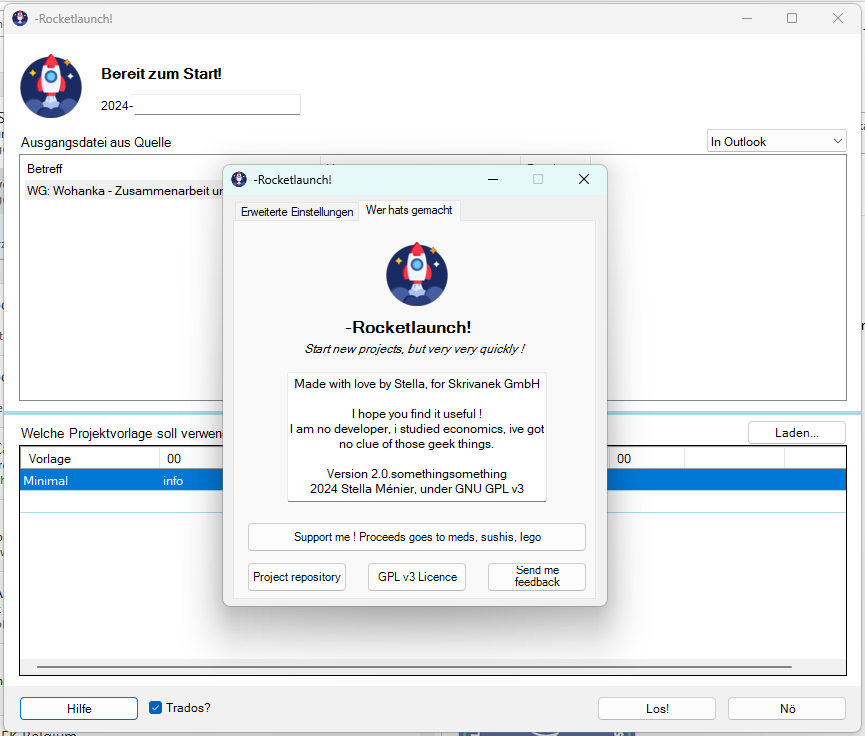 -Rocketlaunch!
Bereit zum Start!
2024-
Ausgangsdatei aus Quelle
In Outlook
Betreff
WG: Wohanka - Zusammenarbeit
-Rocketlaunch!
Erweiterte Einstellungen
Wer hats gemacht
-Rocketlaunch!
Start new projects, but very very quickly !
Made with love by Stella, for Skrivanek GmbH
I hope you find it useful !
I am no developer, i studied economics, ive got
no clue of those geek things.
Version 2.0.somethingsomething
2024 Stella Ménier, under GNU GPL v3
Support me ! Proceeds goes to meds, sushis, lego
Project repository
GPL v3 Licence
Send me
feedback
Welche Projektvorlage soll
Laden...
Vorlage
00
00
Minimal
info
Hilfe
Trados?
Los!
Nö